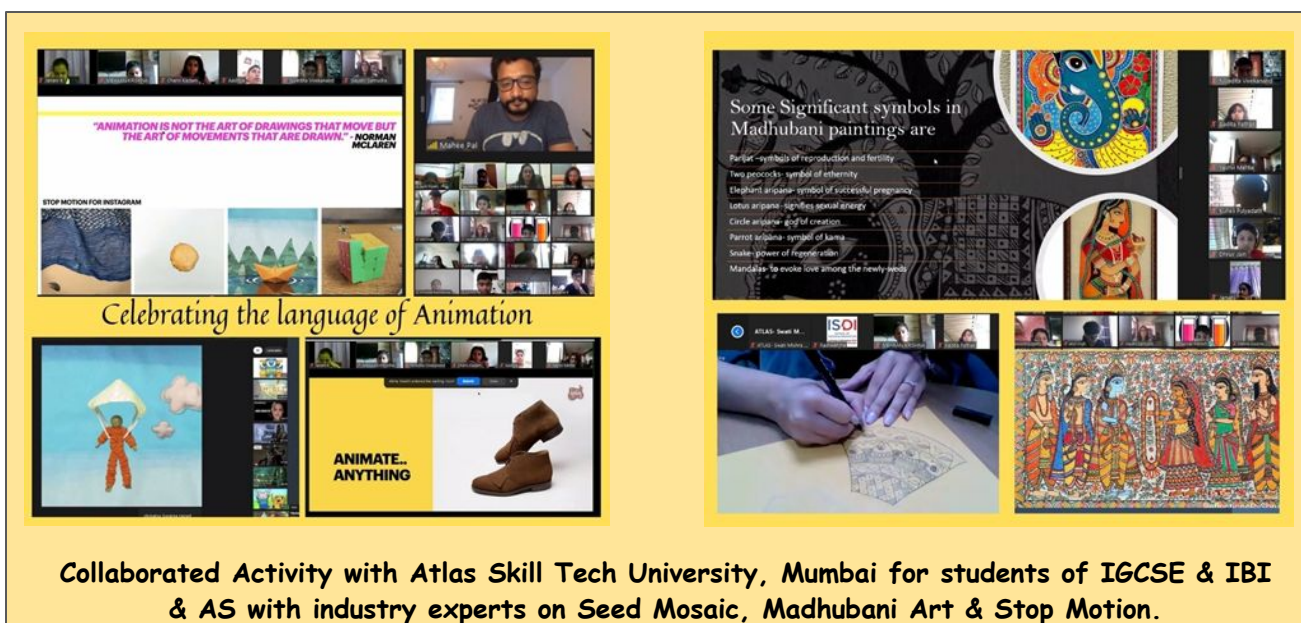 "ANIMATION IS NOT THE ART OF DRAWINGS THAT MOVE BUT
THE ART OF MOVEMENTS THAT ARE DRAWN." - NORMAN
MCLAREN
STOP MOTION FOR INSTAGRAM
Mahee Pal
Celebrating the language of Animation
ANIMATE..
ANYTHING
Some Significant symbols in
Madhubani paintings are
Parijat –symbols of reproduction and fertility
Two peocock- symbol of ethernity
Elephant aripana- symbol of successful pregnancy
Lotus aripana- signifies sexual energy
Circle aripana- god of creation
Parrot aripana- symbol of kama
Snake- power of regeneration
Mandalas- to evoke love among the newly-weds
ATLAS- Swati M...
ISDI
Collaborated Activity with Atlas Skill Tech University, Mumbai for students of IGCSE & IBI
& AS with industry experts on Seed Mosaic, Madhubani Art & Stop Motion.